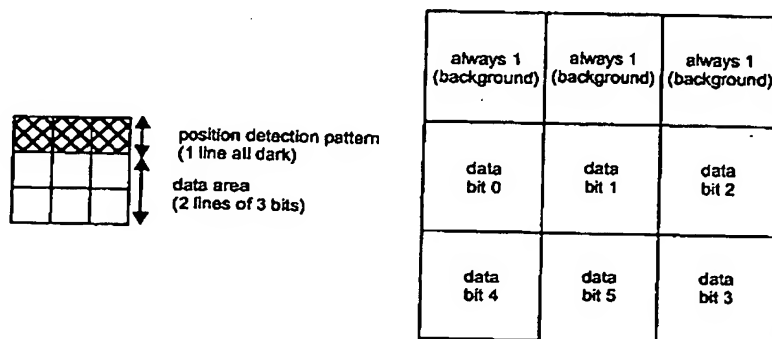 position detection pattern
(1 line all dark)
data area
(2 lines of 3 bits)
always 1
(background)
always 1
(background)
always 1
(background)
data
bit 0
data
bit 1
data
bit 2
data
bit 4
data
bit 5
data
bit 3